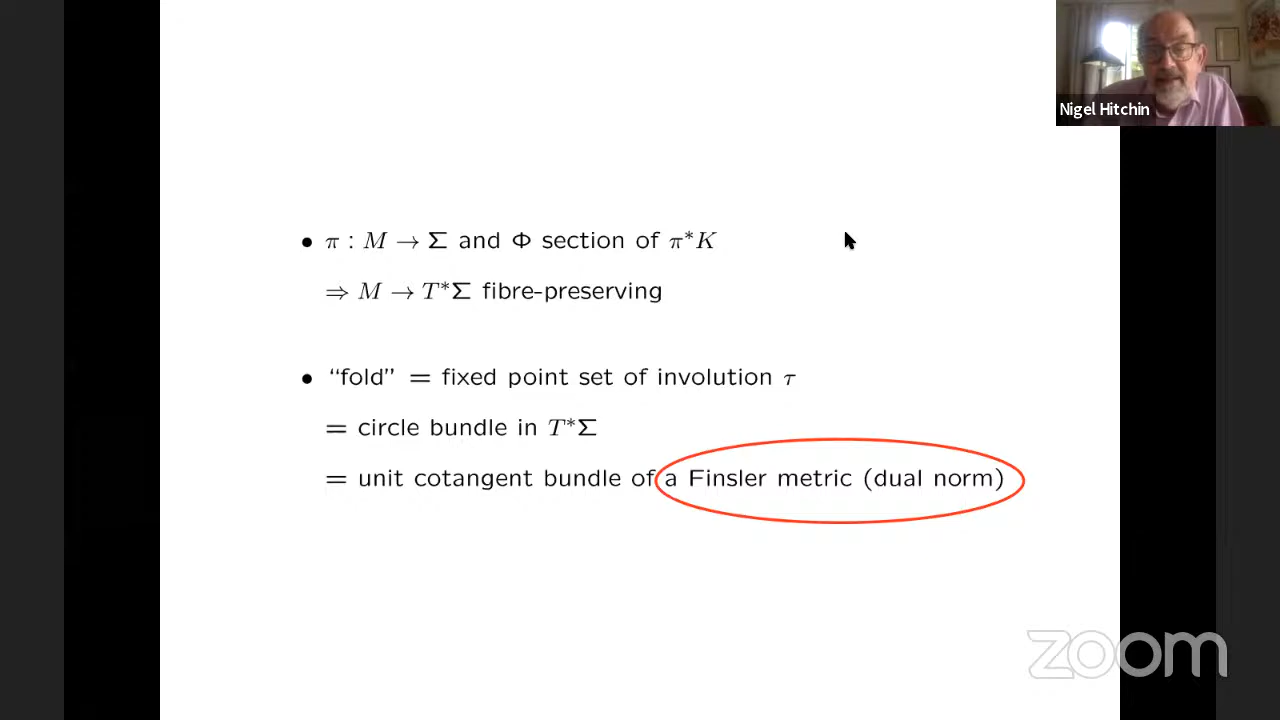 Nigel Hitchin
• π : M → Σ and Φ section of π*K
⇒ M → T*Σ fibre-preserving
• “fold” = fixed point set of involution τ
= circle bundle in T*Σ
= unit cotangent bundle of a Finsler metric (dual norm)
zoom